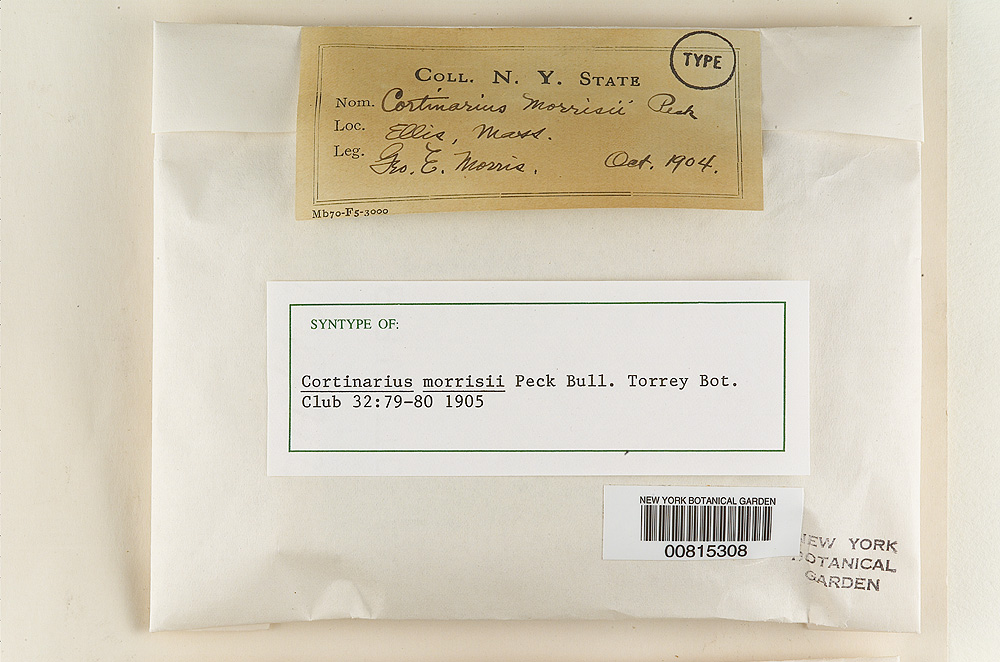 TYPE
COLL. N. Y. STATE
Nom. Cortinarius Morrisii Peck
Loc. Ellis, Mass.
Leg. Geo. E. Morris. Oct. 1904.
Mb70-F5-3000
SYNTYPE OF:
Cortinarius morrisii Peck Bull. Torrey Bot.
Club 32:79-80 1905
NEW YORK BOTANICAL GARDEN
00815308
NEW YORK
BOTANICAL
GARDEN